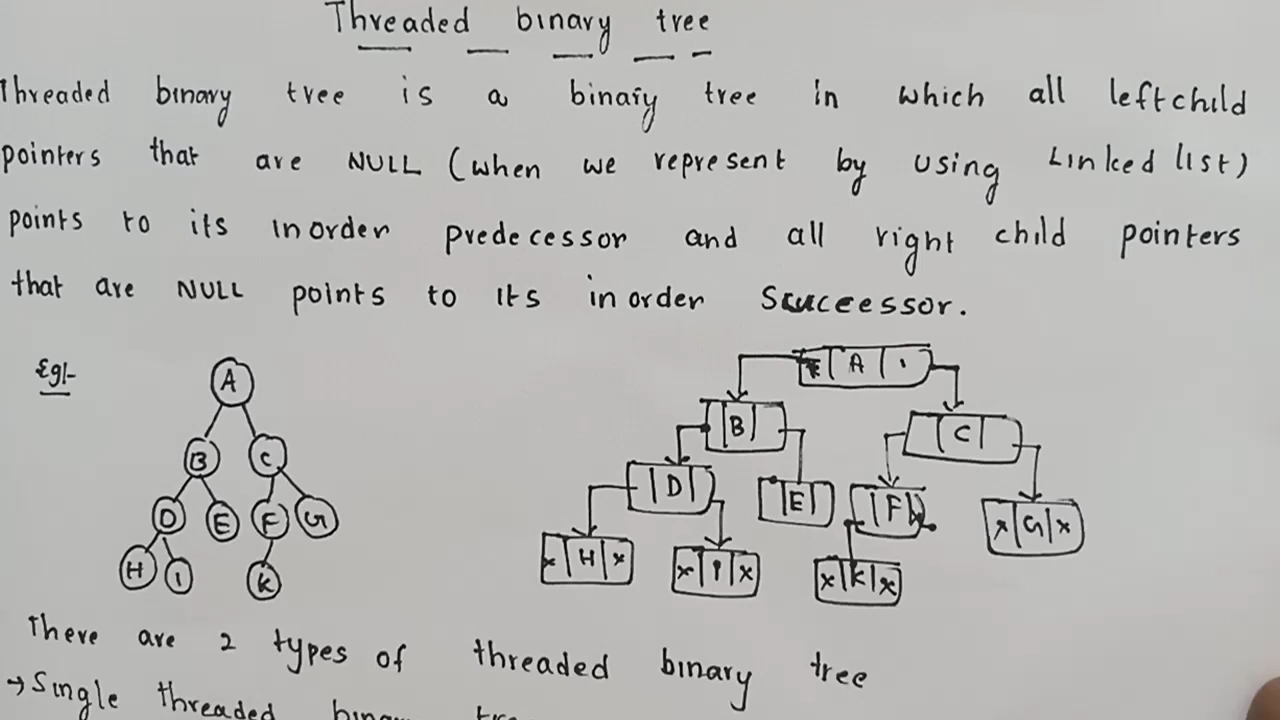 Threaded binary tree
Threaded binary tree is a binary tree in which all leftchild
pointers that are NULL (when we represent by using Linked list)
points to its inorder predecessor and all right child pointers
that are NULL points to its inorder Successor.
Eg:-
A
B C
D E F G
H I K
A
B C
D E F G
x H x x I x x K x x G x
There are 2 types of threaded binary tree
→ Single threaded binary tree